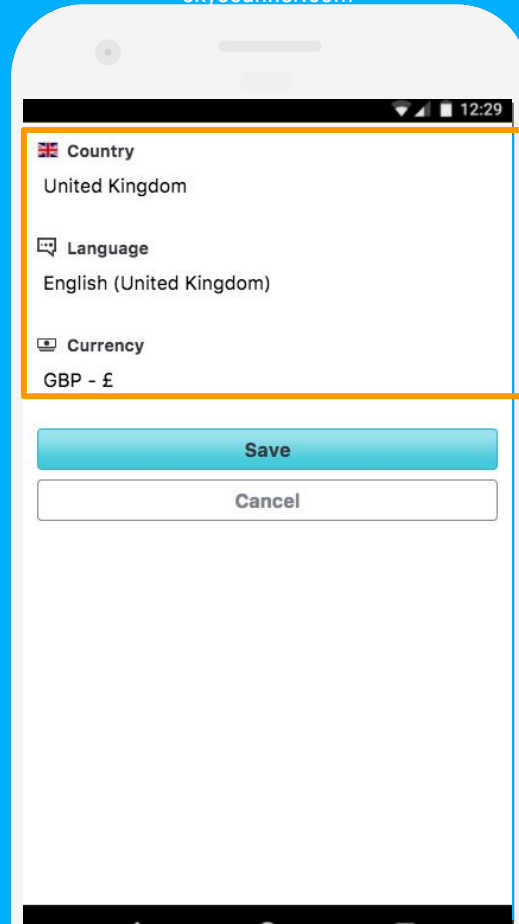 12:29
Country
United Kingdom
Language
English (United Kingdom)
Currency
GBP - £
Save
Cancel